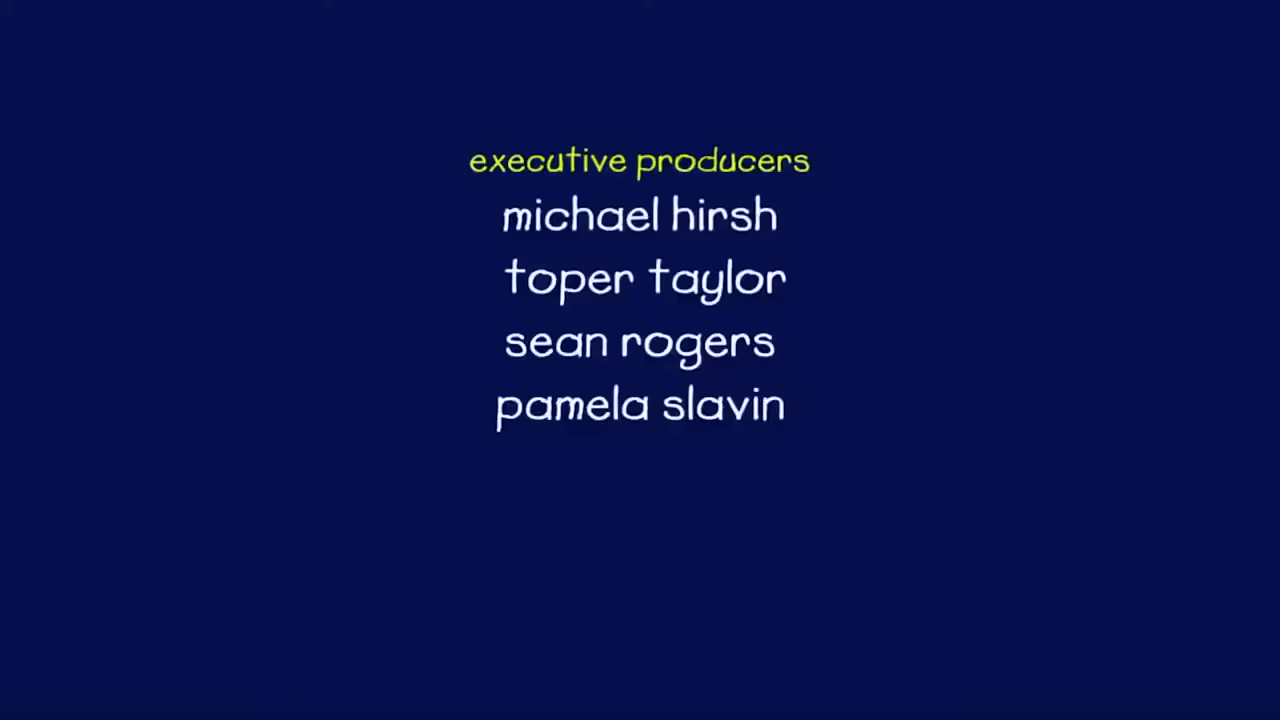 executive producers
michael hirsh
toper taylor
sean rogers
pamela slavin